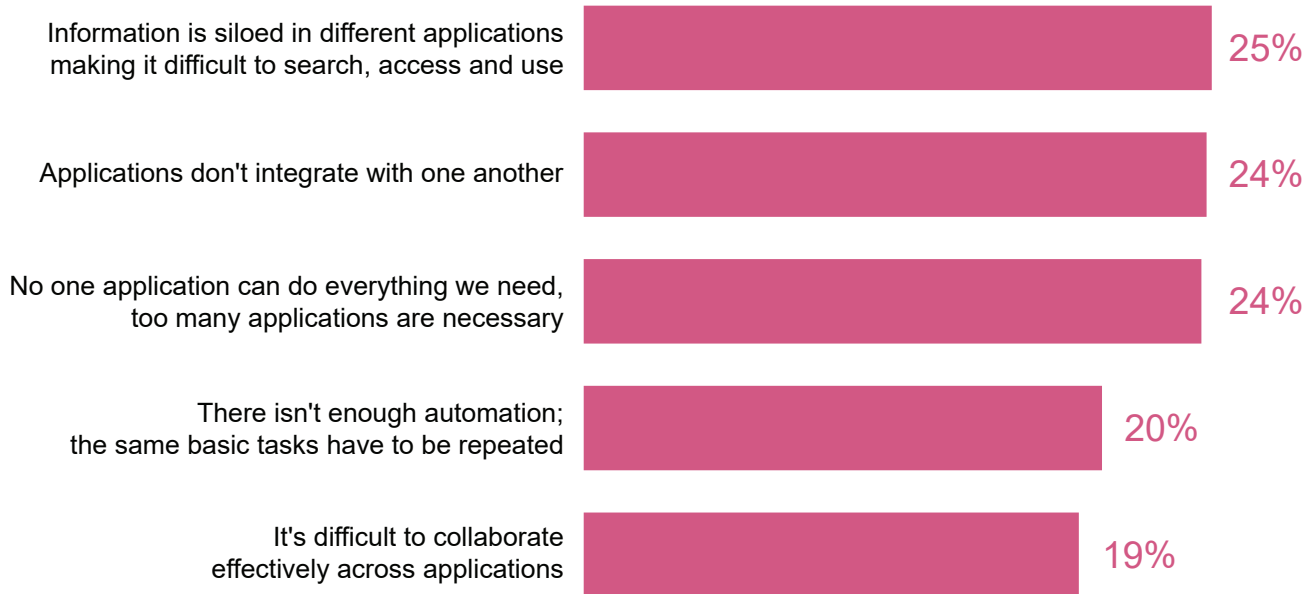 Information is siloed in different applications
making it difficult to search, access and use
25%
Applications don't integrate with one another
24%
No one application can do everything we need,
too many applications are necessary
24%
There isn't enough automation;
the same basic tasks have to be repeated
20%
It's difficult to collaborate
effectively across applications
19%